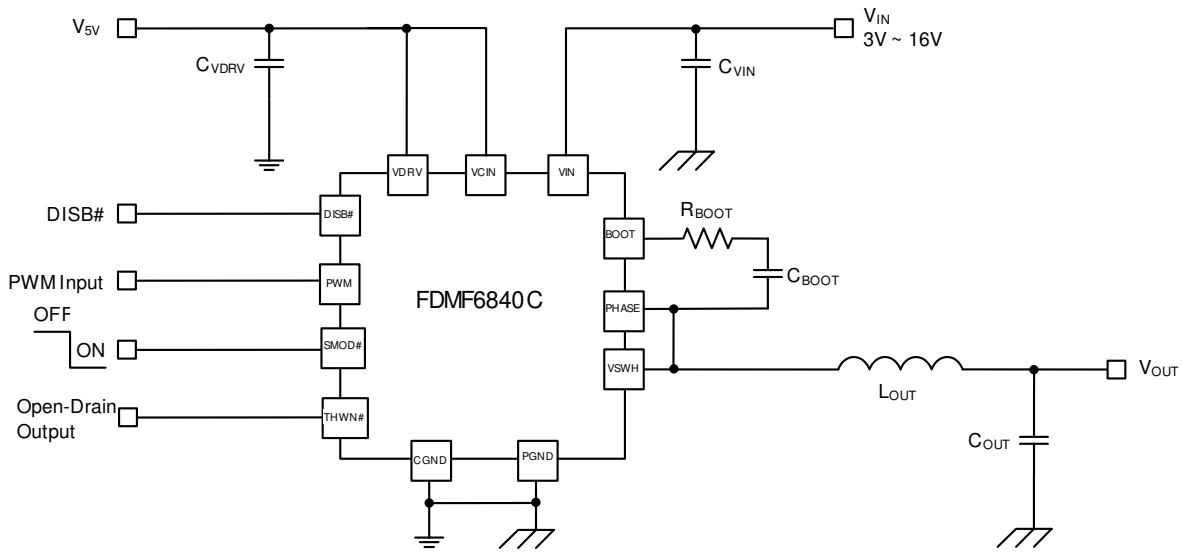 V5V
CVDRV
VIN
3V ~ 16V
CVIN
VDRV
VCIN
VIN
DISB#
DISB#
BOOT
RBOOT
PWM Input
PWM
FDMF6840C
CBOOT
OFF
ON
SMOD#
PHASE
VSWH
LOUT
VOUT
Open-Drain
Output
THWN#
COUT
CGND
PGND